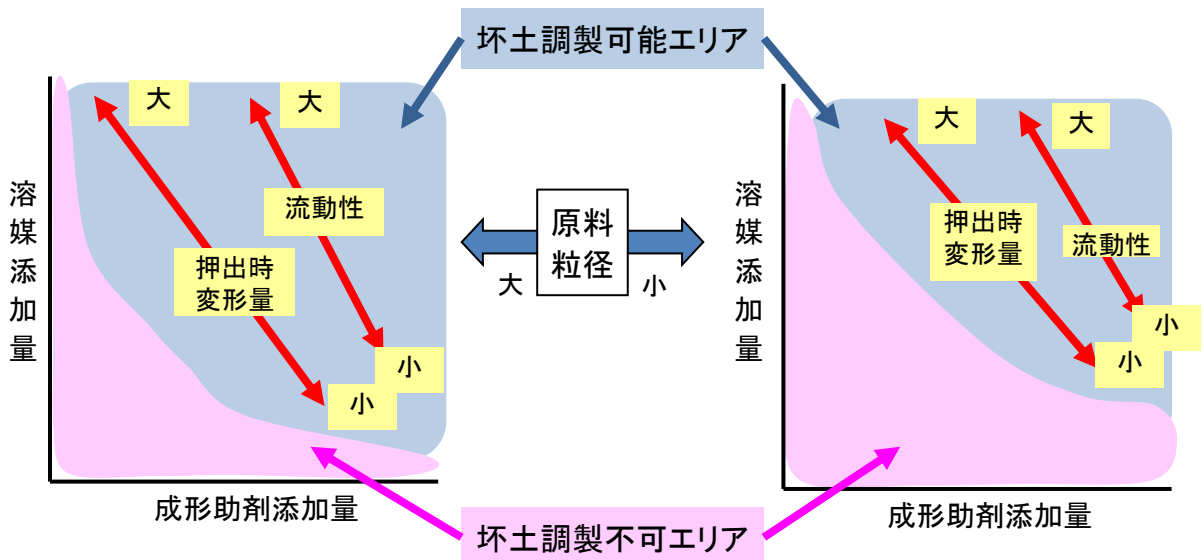 坏土調製可能エリア
大
大
溶媒添加量
流動性
押出時
変形量
小
小
成形助剤添加量
原料
粒径
大
小
大
大
溶媒添加量
押出時
変形量
流動性
小
小
成形助剤添加量
坏土調製不可エリア